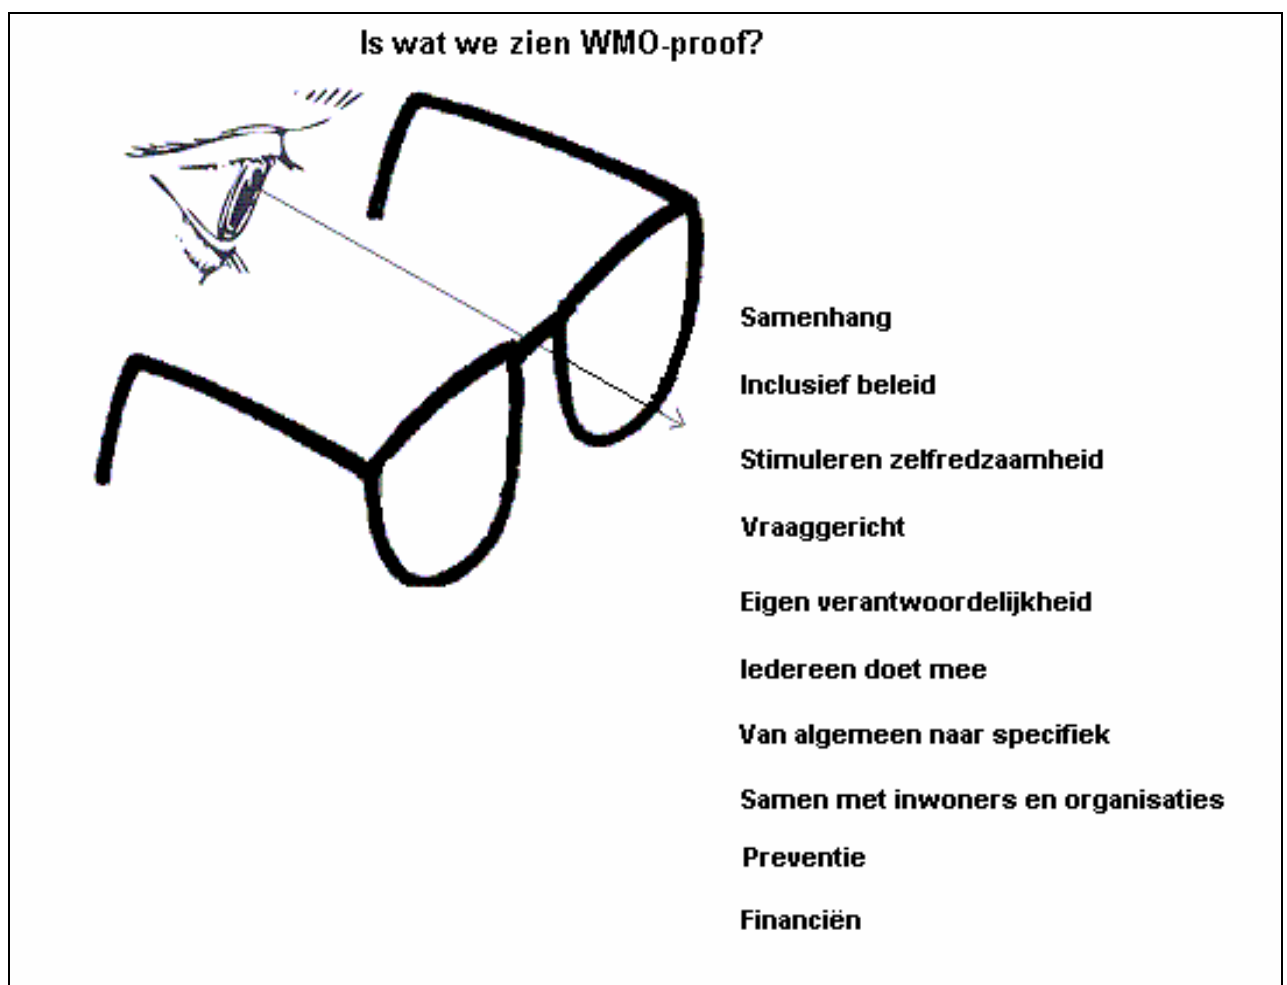 Is wat we zien WMO-proof?
Samenhang
Inclusief beleid
Stimuleren zelfredzaamheid
Vraaggericht
Eigen verantwoordelijkheid
Iedereen doet mee
Van algemeen naar specifiek
Samen met inwoners en organisaties
Preventie
Financiën